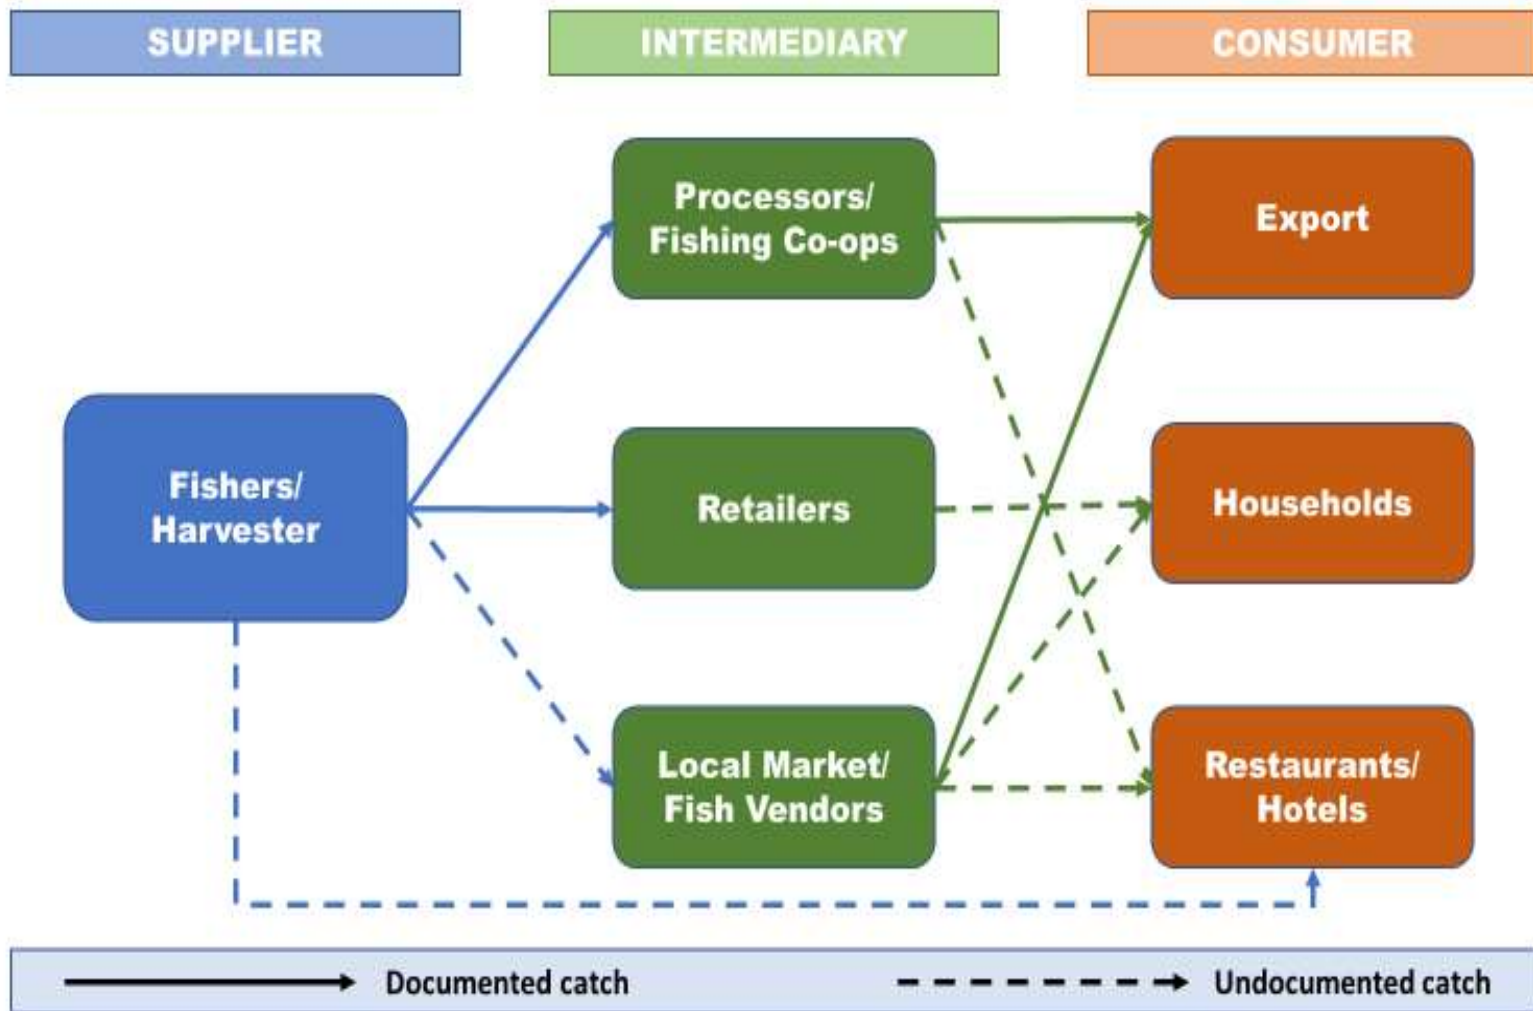 SUPPLIER
INTERMEDIARY
CONSUMER
Processors/
Fishing Co-ops
Export
Fishers/
Harvester
Retailers
Households
Local Market/
Fish Vendors
Restaurants/
Hotels
Documented catch
Undocumented catch